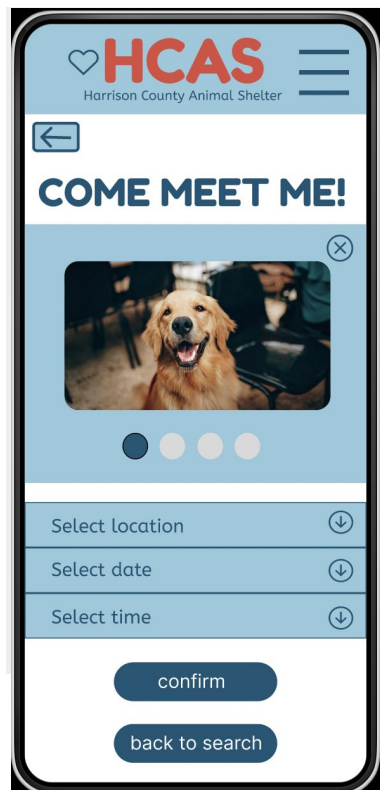 HCAS
Harrison County Animal Shelter
COME MEET ME!
Select location
Select date
Select time
confirm
back to search